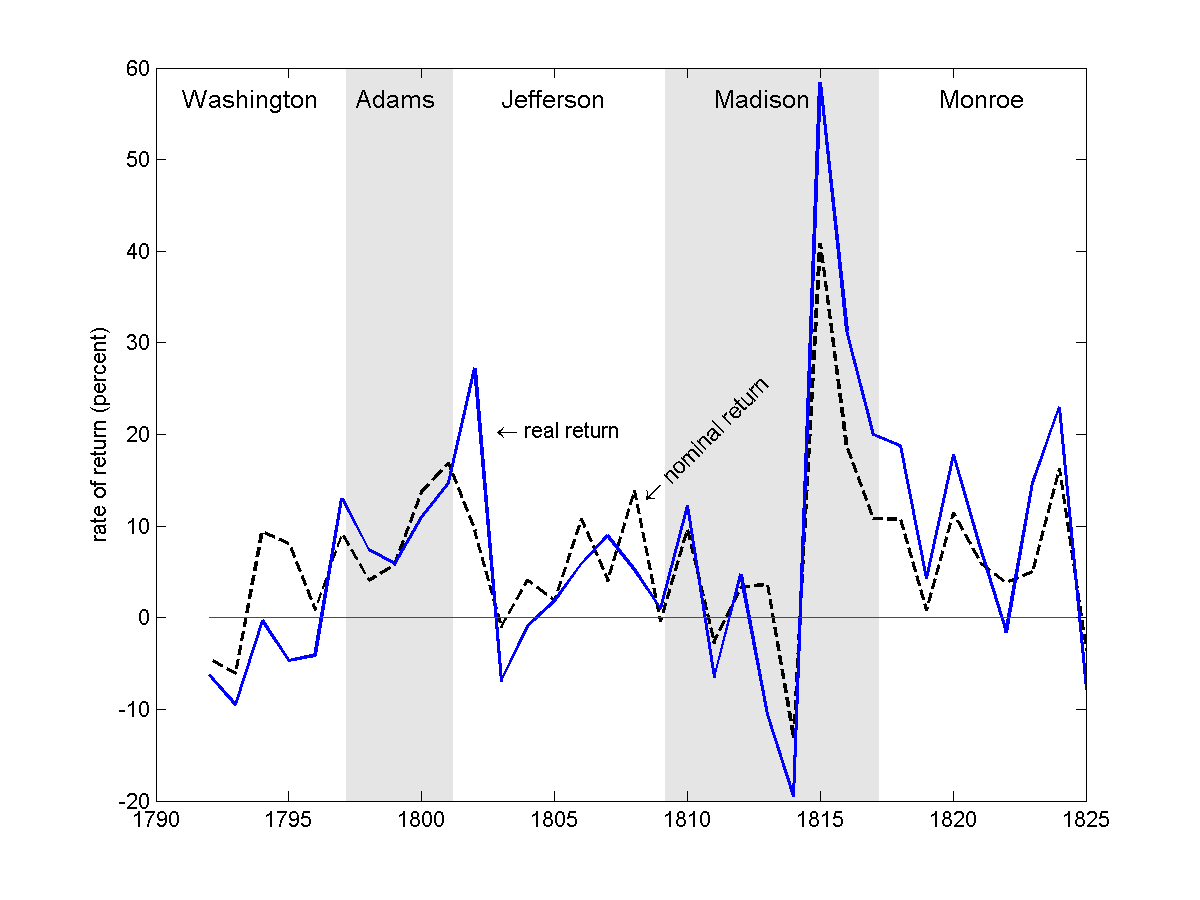 60
Washington
Adams
Jefferson
Madison
Monroe
50
40
30
20
10
0
-10
-20
rate of return (percent)
← real return
← nominal return
1790
1795
1800
1805
1810
1815
1820
1825